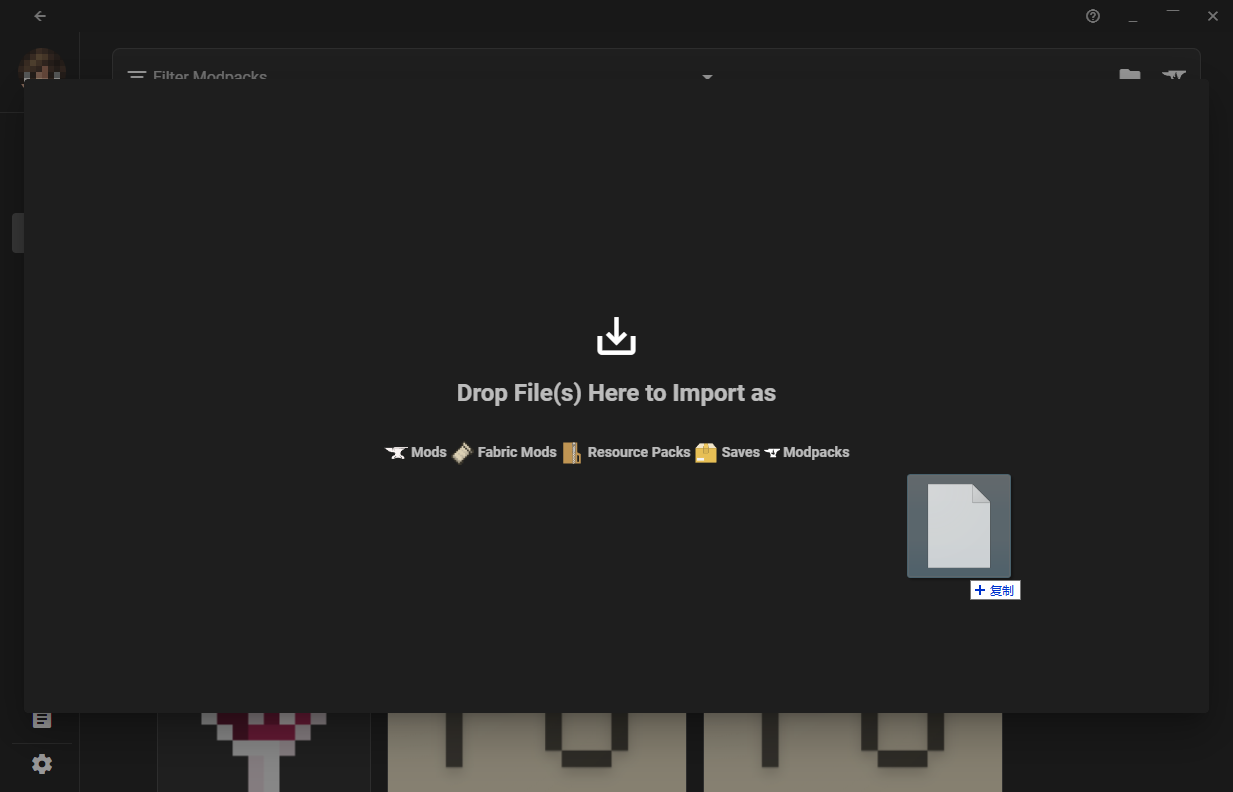 Filter Modpacks
Drop File(s) Here to Import as
Mods Fabric Mods Resource Packs Saves Modpacks
+ 复制